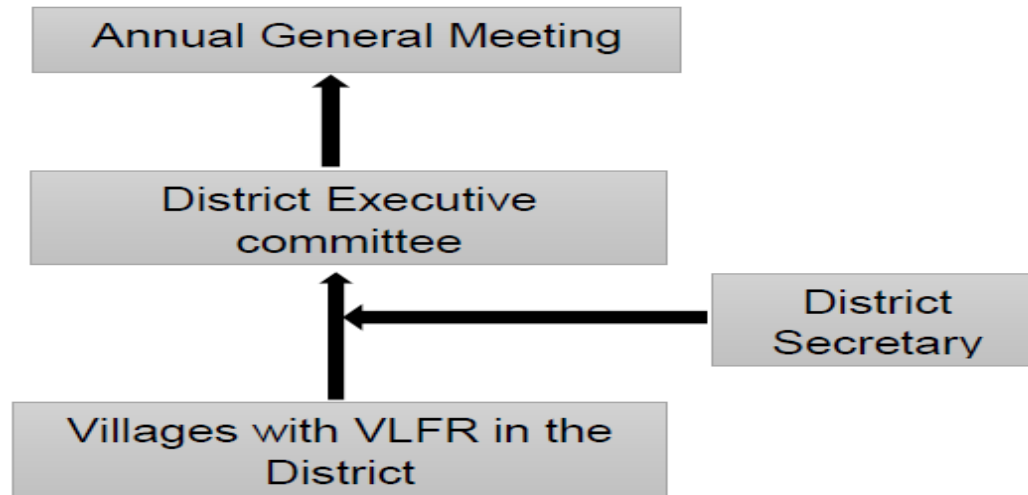 Annual General Meeting
District Executive
committee
District
Secretary
Villages with VLFR in the
District